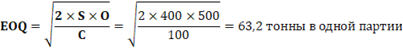 EOQ = √(2 × S × O / C) = √(2 × 400 × 500 / 100) = 63,2 тонны в одной партии